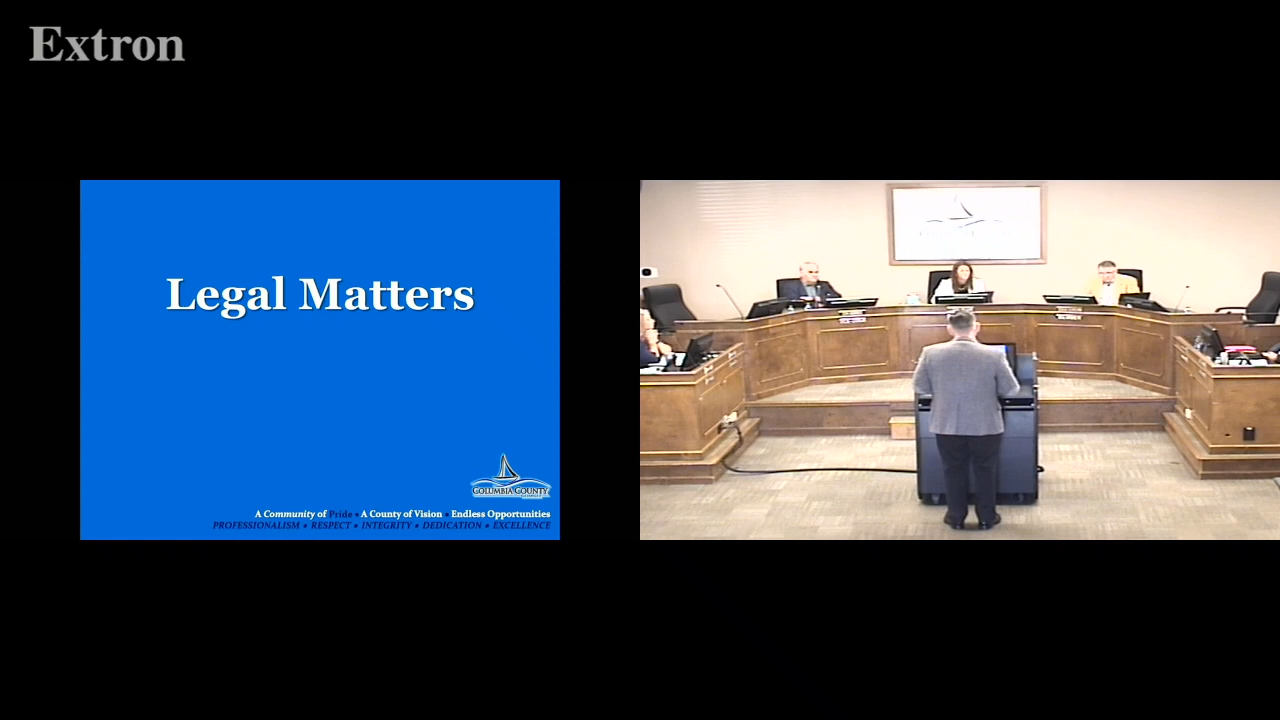 Extron
Legal Matters
COLUMBIA COUNTY
A Community of Pride • A County of Vision • Endless Opportunities
PROFESSIONALISM • RESPECT • INTEGRITY • DEDICATION • EXCELLENCE